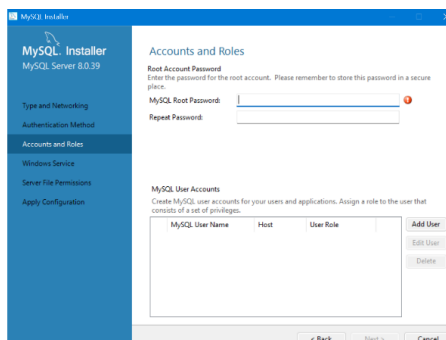 MySQL Installer
MySQL. Installer
MySQL Server 8.0.39
Type and Networking
Authentication Method
Accounts and Roles
Windows Service
Server File Permissions
Apply Configuration
Accounts and Roles
Root Account Password
Enter the password for the root account. Please remember to store this password in a secure
place.
MySQL Root Password:
Repeat Password:
MySQL User Accounts
Create MySQL user accounts for your users and applications. Assign a role to the user that
consists of a set of privileges.
MySQL User Name Host User Role
Add User
Edit User
Delete
< Back Next > Cancel